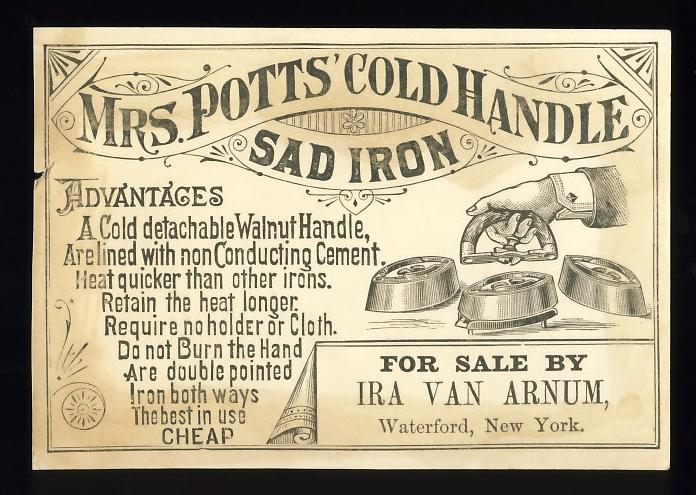 MRS. POTTS' COLD HANDLE
SAD IRON
ADVANTAGES
A Cold detachable Walnut Handle,
Are lined with non Conducting Cement.
Heat quicker than other irons.
Retain the heat longer.
Require no holder or Cloth.
Do not Burn the Hand
Are double pointed
Iron both ways
The best in use
CHEAP
FOR SALE BY
IRA VAN ARNUM,
Waterford, New York.